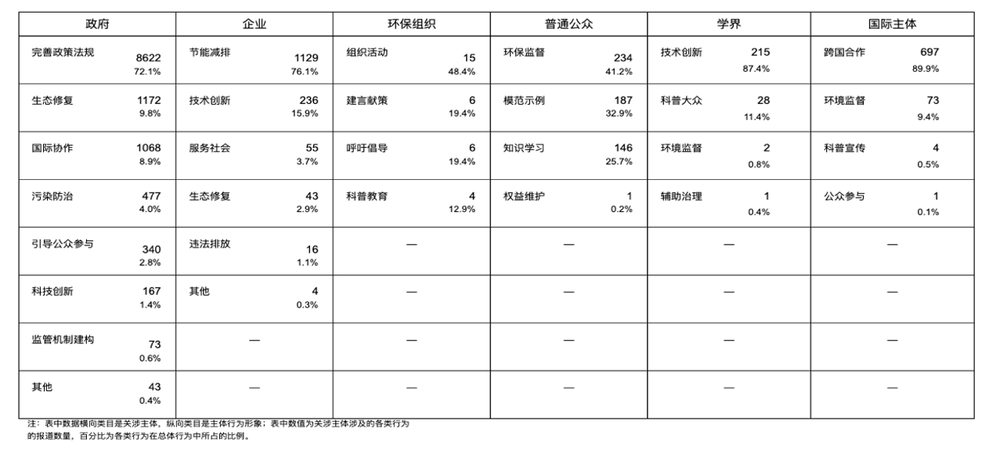 政府 企业 环保组织 普通公众 学界 国际主体
完善政策法规 8622 节能减排 1129 组织活动 15 环保监督 234 技术创新 215 跨国合作 697
72.1% 76.1% 48.4% 41.2% 87.4% 89.9%
生态修复 1172 技术创新 236 建言献策 6 模范示例 187 科普大众 28 环境监督 73
9.8% 15.9% 19.4% 32.9% 11.4% 9.4%
国际协作 1068 服务社会 55 呼吁倡导 6 知识学习 146 环境监督 2 科普宣传 4
8.9% 3.7% 19.4% 25.7% 0.8% 0.5%
污染防治 477 生态修复 43 科普教育 4 权益维护 1 辅助治理 1 公众参与 1
4.0% 2.9% 12.9% 0.2% 0.4% 0.1%
引导公众参与 340 违法排放 16 — — — —
2.8% 1.1%
科技创新 167 其他 4 — — — —
1.4% 0.3%
监管机制建构 73 — — — — —
0.6%
其他 43 — — — — —
0.4%
注：表中数据横向类目是关涉主体，纵向类目是主体行为形象；表中数值为关涉主体涉及的各类行为
的报道数量，百分比为各类行为在总体行为中所占的比例。